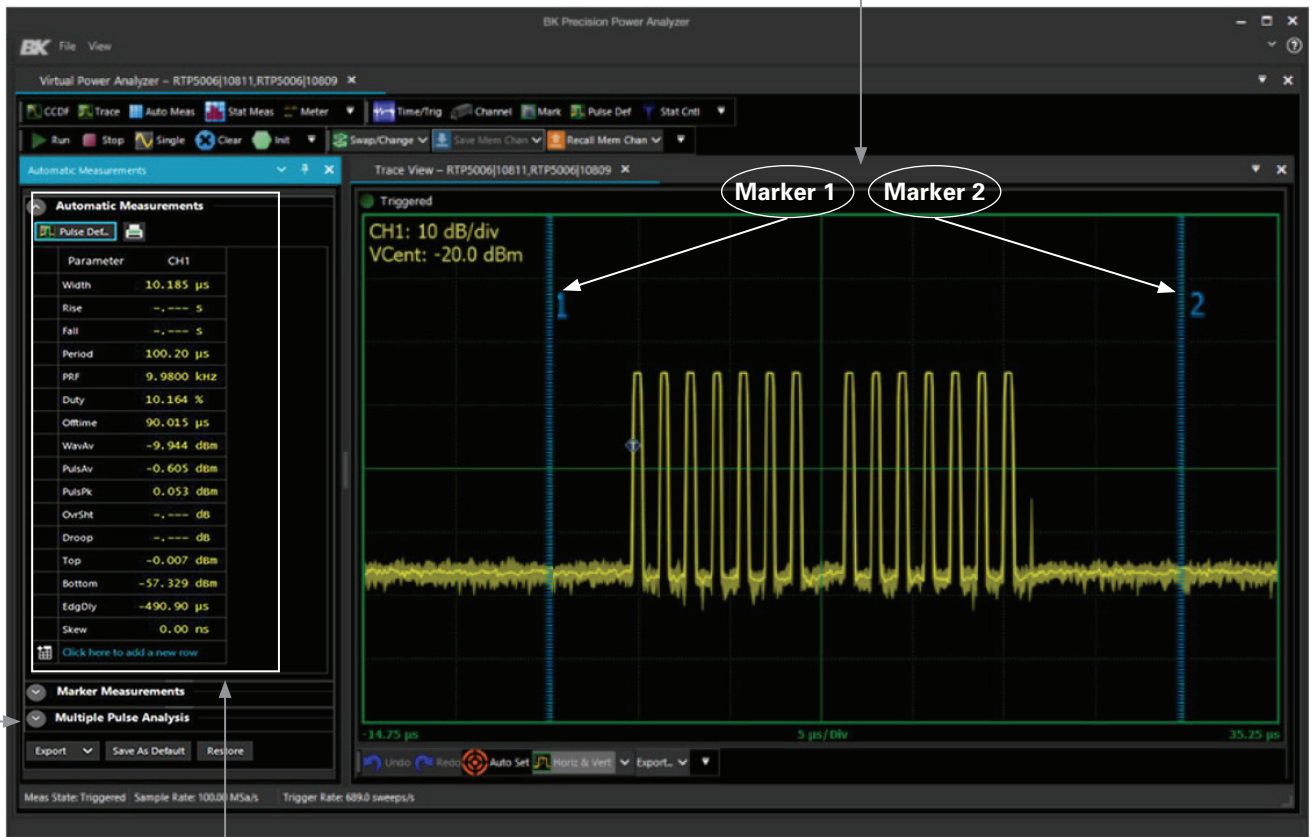 BK Precision Power Analyzer
BK File View
Virtual Power Analyzer – RTP5006|10811,RTP5006|10809
CCDF Trace Auto Meas Stat Meas Meter Time/Trig Channel Mark Pulse Def Stat Cntl
Run Stop Single Clear Init Swap/Change Save Mem Chan Recall Mem Chan
Automatic Measurements
Automatic Measurements
Pulse Def...
Parameter CH1
Width 10.185 µs
Rise -.--- s
Fall -.--- s
Period 100.20 µs
PRF 9.9800 kHz
Duty 10.164 %
Offtime 90.015 µs
WavAv -9.944 dBm
PulsAv -0.605 dBm
PulsPk 0.053 dBm
OvrSht -.--- dB
Droop -.--- dB
Top -0.007 dBm
Bottom -57.329 dBm
EdgDly -490.90 µs
Skew 0.00 ns
Click here to add a new row
Marker Measurements
Multiple Pulse Analysis
Export Save As Default Restore
Trace View – RTP5006|10811,RTP5006|10809
Triggered
Marker 1 Marker 2
CH1: 10 dB/div
VCent: -20.0 dBm
1 2
T
-14.75 µs 5 µs/Div 35.25 µs
Undo Redo Auto Set Horiz & Vert Export...
Meas State: Triggered Sample Rate: 100.00 MSa/s Trigger Rate: 689.0 sweeps/s